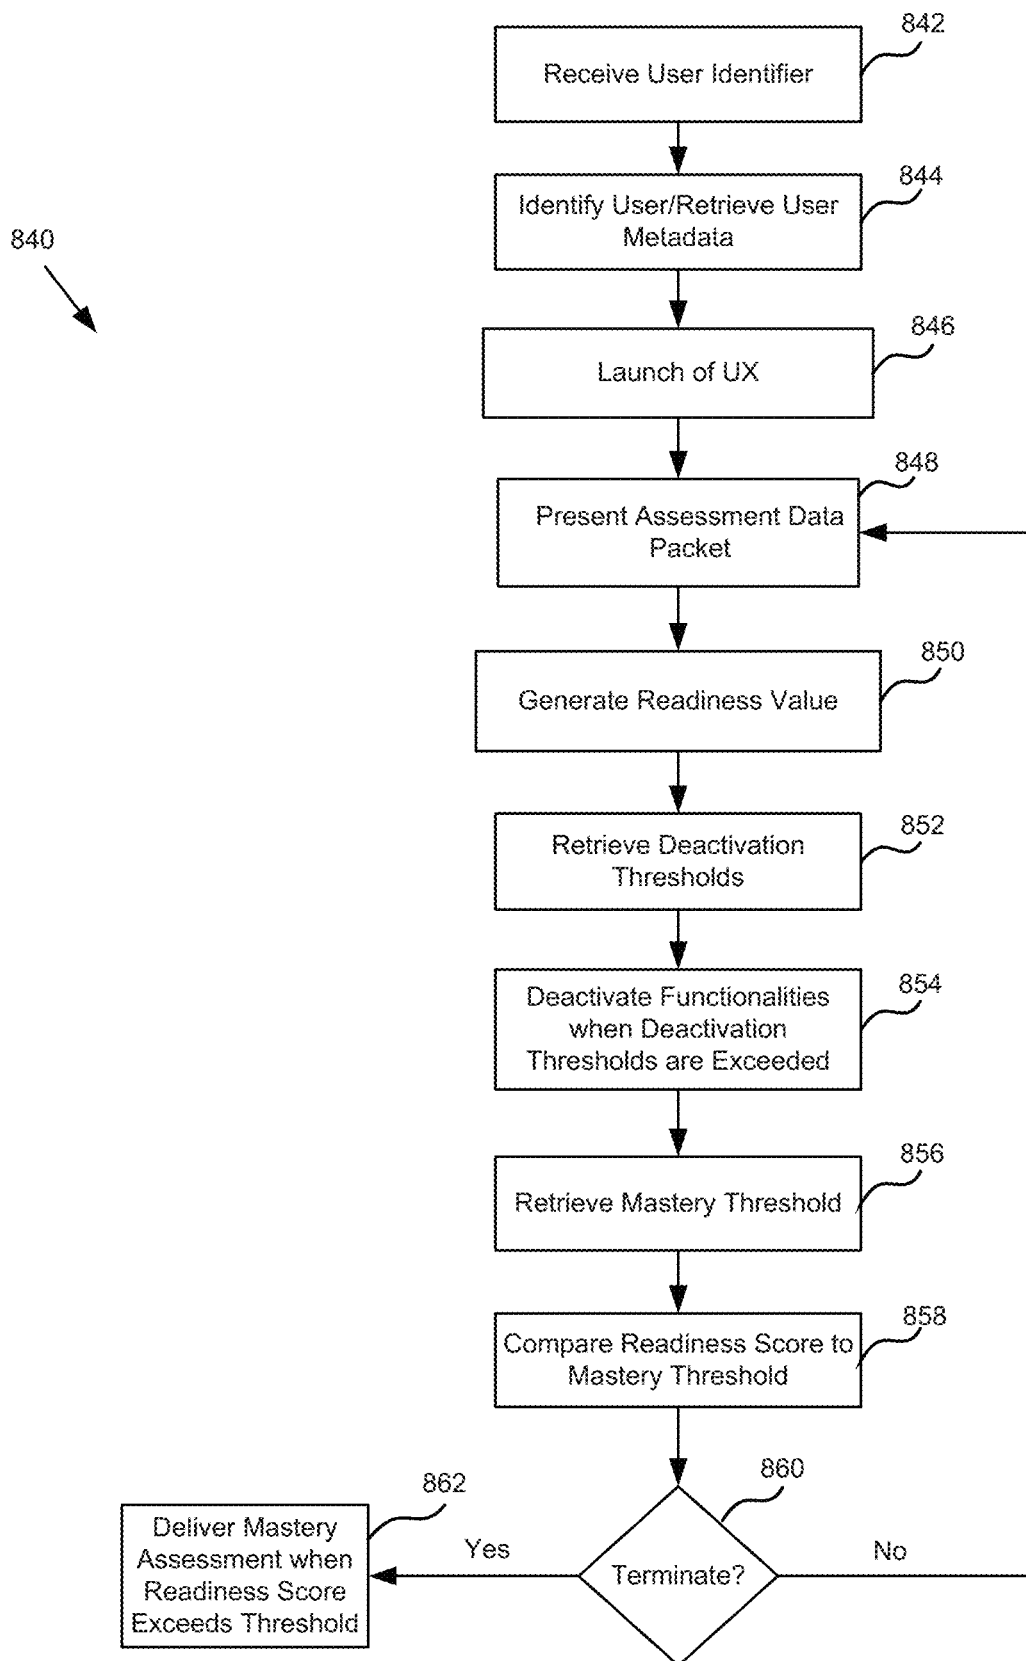 842
Receive User Identifier
844
Identify User/Retrieve User
Metadata
840
846
Launch of UX
848
Present Assessment Data
Packet
850
Generate Readiness Value
852
Retrieve Deactivation
Thresholds
854
Deactivate Functionalities
when Deactivation
Thresholds are Exceeded
856
Retrieve Mastery Threshold
858
Compare Readiness Score to
Mastery Threshold
860
862
Deliver Mastery
Assessment when
Readiness Score
Exceeds Threshold
Yes
Terminate?
No